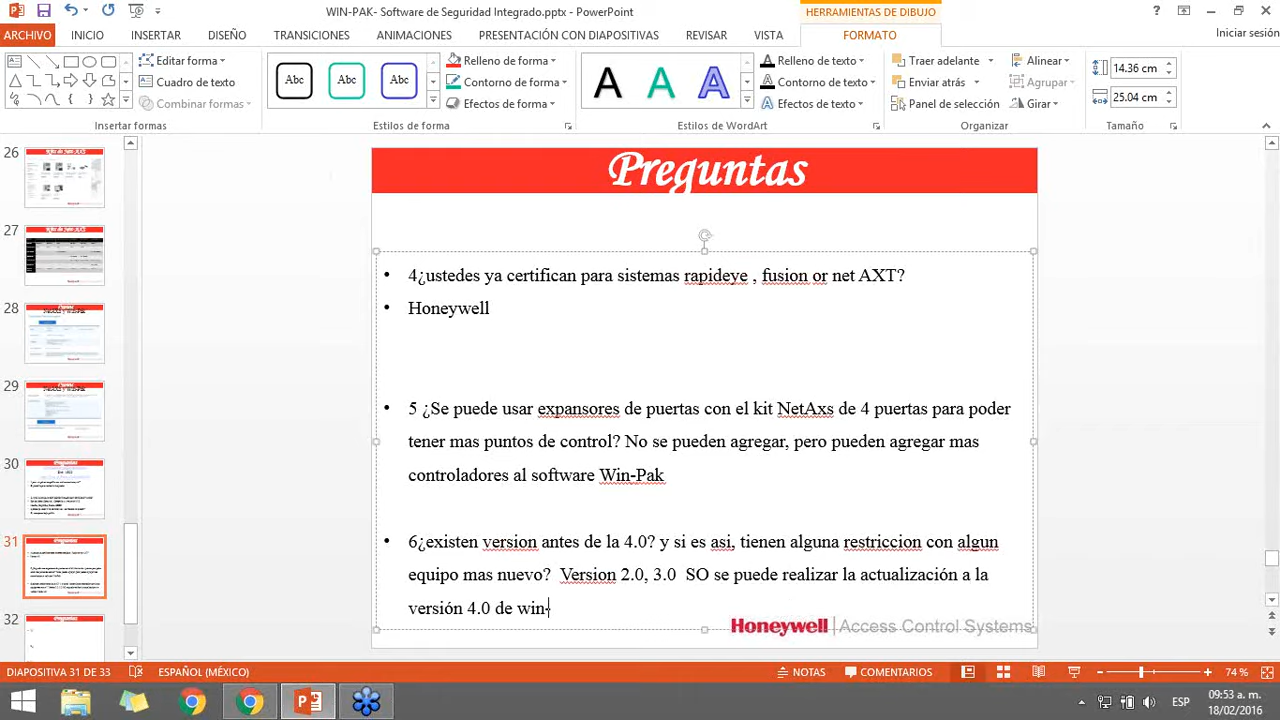 WIN-PAK- Software de Seguridad Integrado.pptx - PowerPoint
HERRAMIENTAS DE DIBUJO
?
ARCHIVO
INICIO
INSERTAR
DISEÑO
TRANSICIONES
ANIMACIONES
PRESENTACIÓN CON DIAPOSITIVAS
REVISAR
VISTA
FORMATO
Iniciar sesión
Editar forma
Cuadro de texto
Combinar formas
Insertar formas
Abc Abc Abc
Relleno de forma
Contorno de forma
Efectos de forma
Estilos de forma
A A A
Relleno de texto
Contorno de texto
Efectos de texto
Estilos de WordArt
Traer adelante
Enviar atrás
Panel de selección
Alinear
Agrupar
Girar
Organizar
14.36 cm
25.04 cm
Tamaño
26
27
28
29
30
31
32
Preguntas
• 4¿ustedes ya certifican para sistemas rapideye , fusion or net AXT?
• Honeywell
• 5 ¿Se puede usar expansores de puertas con el kit NetAxs de 4 puertas para poder
tener mas puntos de control? No se pueden agregar, pero pueden agregar mas
controladores al software Win-Pak
• 6¿existen version antes de la 4.0? y si es asi, tienen alguna restriccion con algun
equipo mas nuevo? Version 2.0, 3.0 SO se puede realizar la actualización a la
versión 4.0 de win-
Honeywell | Access Control Systems
DIAPOSITIVA 31 DE 33
ESPAÑOL (MÉXICO)
NOTAS
COMENTARIOS
74 %
ESP
09:53 a. m.
18/02/2016